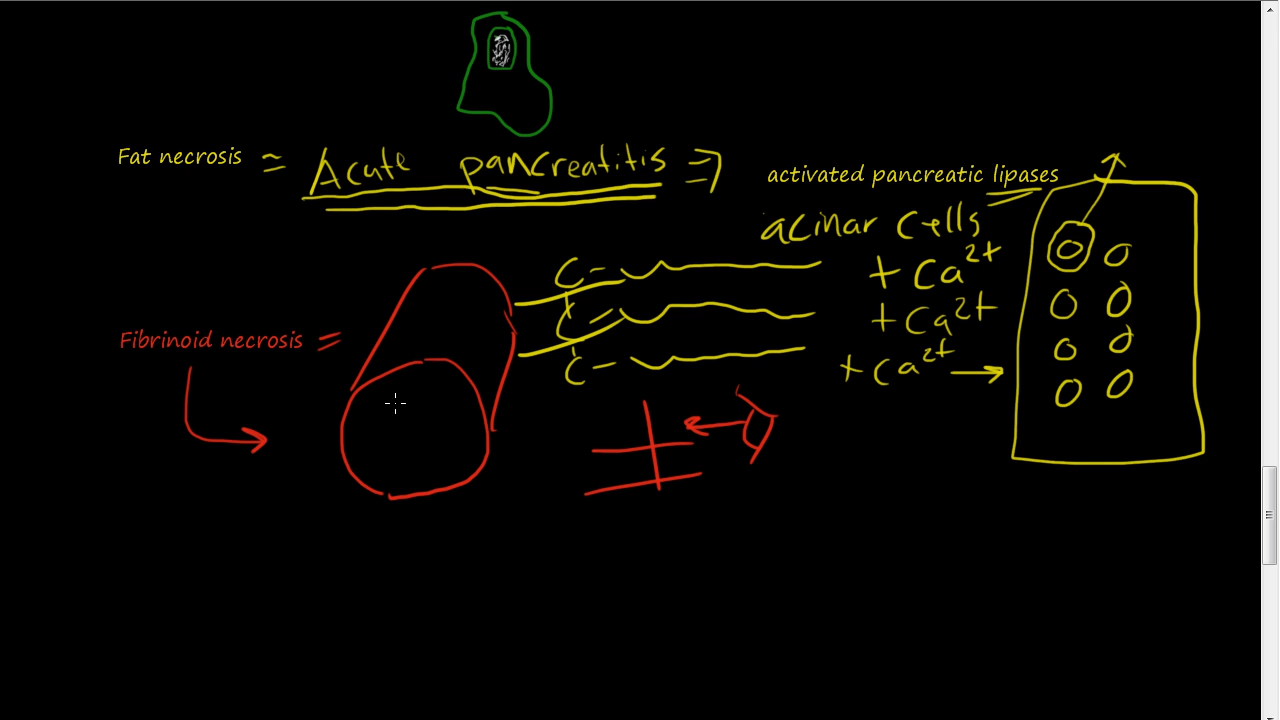 Fat necrosis = Acute pancreatitis ⇒
activated pancreatic lipases
acinar cells
C - + Ca²⁺
C - + Ca²⁺
C - + Ca²⁺ →
Fibrinoid necrosis =